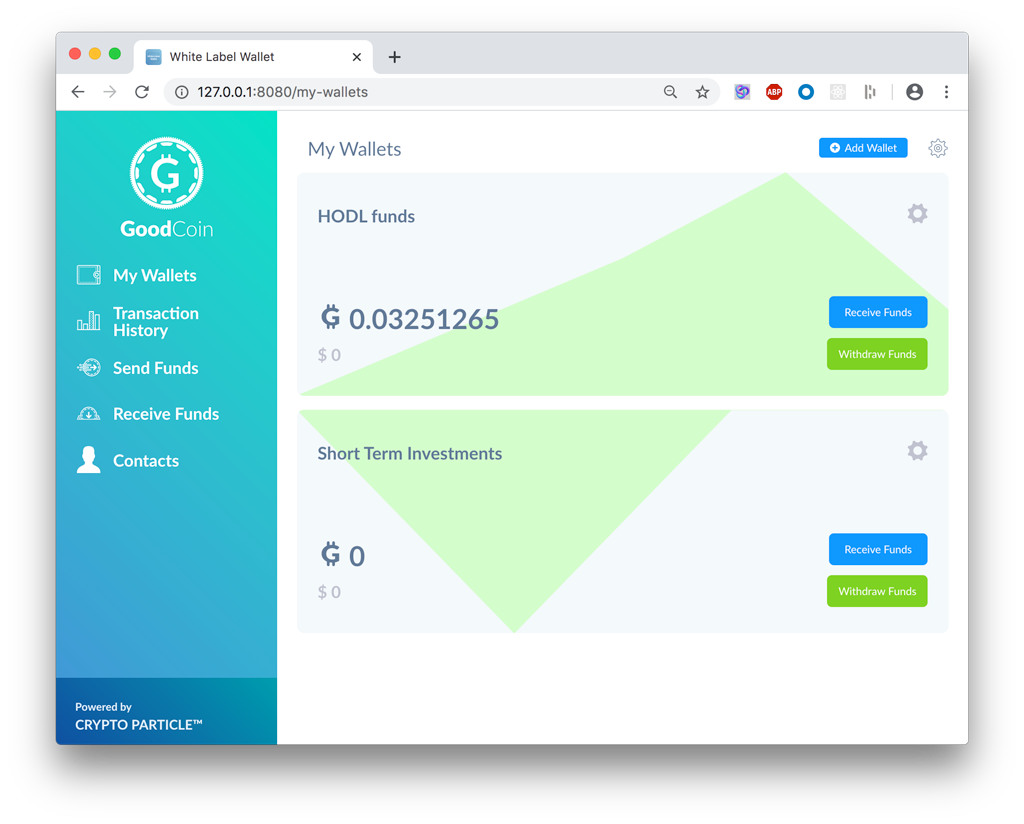 White Label Wallet
127.0.0.1:8080/my-wallets
ABP
GoodCoin
My Wallets
Transaction
History
Send Funds
Receive Funds
Contacts
Powered by
CRYPTO PARTICLE™
My Wallets
Add Wallet
HODL funds
₲ 0.03251265
$ 0
Receive Funds
Withdraw Funds
Short Term Investments
₲ 0
$ 0
Receive Funds
Withdraw Funds